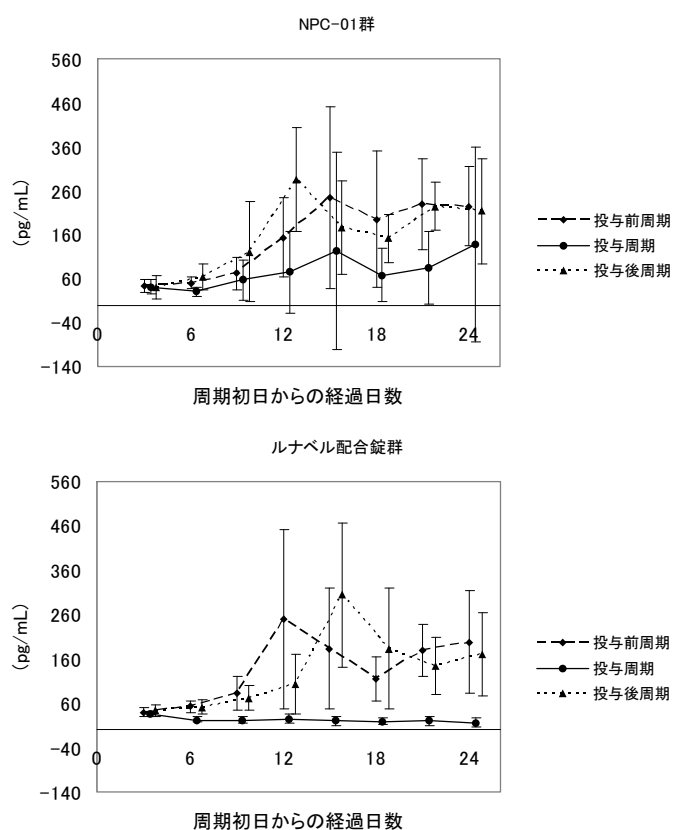 NPC-01群
560
460
360
260
160
60
-40
-140
(pg/mL)
0 6 12 18 24
周期初日からの経過日数
投与前周期
投与周期
投与後周期
ルナベル配合錠群
560
460
360
260
160
60
-40
-140
(pg/mL)
0 6 12 18 24
周期初日からの経過日数
投与前周期
投与周期
投与後周期